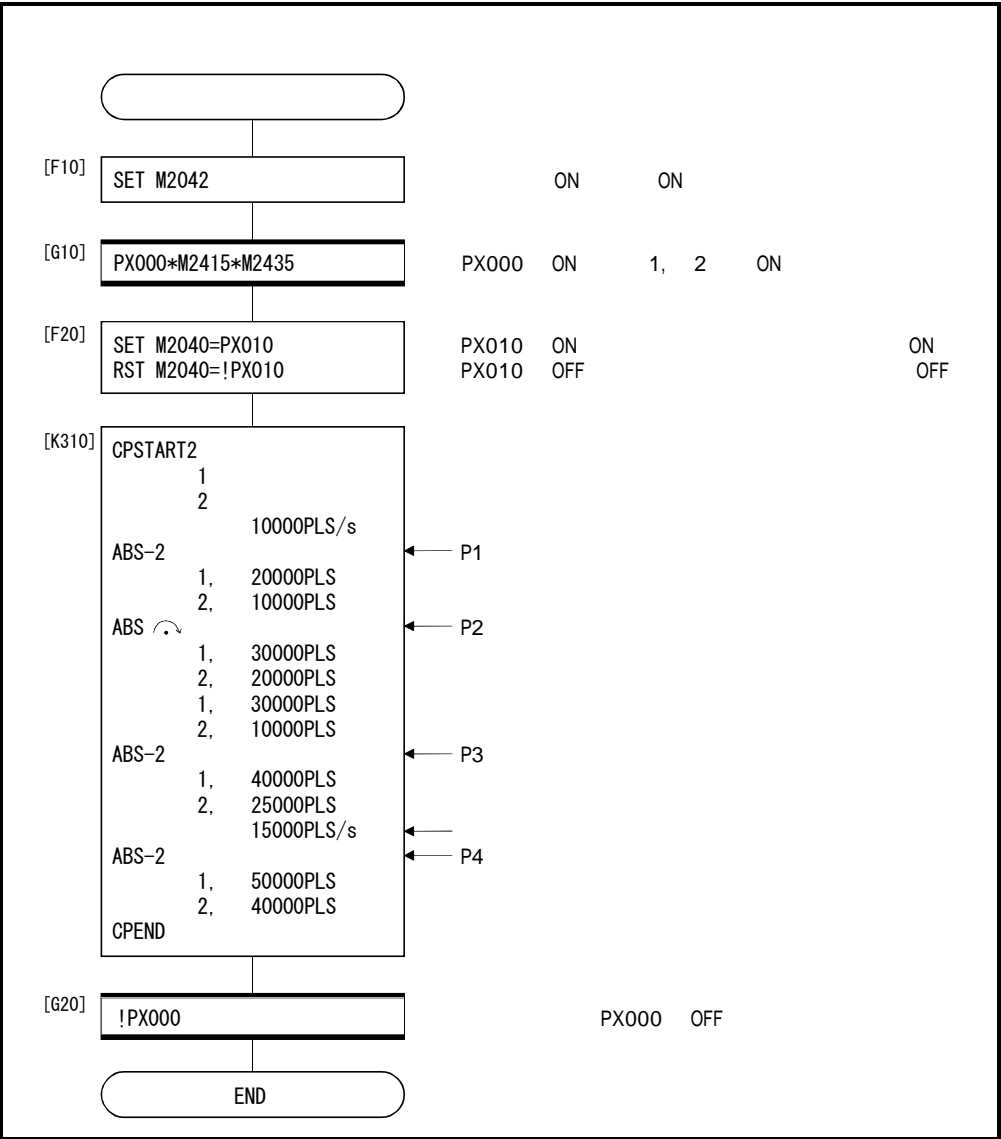 [F10]
SET M2042 ON ON
[G10]
PX000*M2415*M2435 PX000 ON 1, 2 ON
[F20]
SET M2040=PX010 PX010 ON ON
RST M2040=!PX010 PX010 OFF OFF
[K310]
CPSTART2
1
2
10000PLS/s
ABS-2 P1
1, 20000PLS
2, 10000PLS
ABS P2
1, 30000PLS
2, 20000PLS
1, 30000PLS
2, 10000PLS
ABS-2 P3
1, 40000PLS
2, 25000PLS
15000PLS/s
ABS-2 P4
1, 50000PLS
2, 40000PLS
CPEND
[G20]
!PX000 PX000 OFF
END